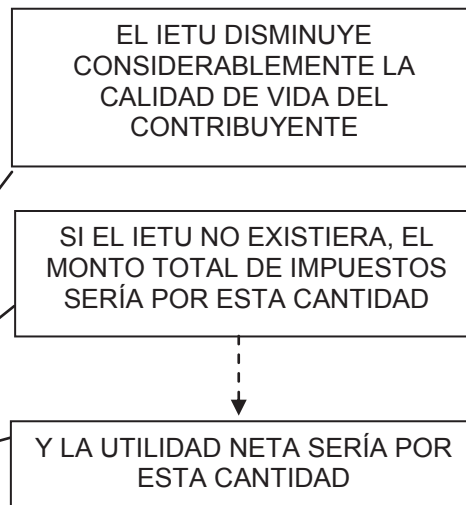 EL IETU DISMINUYE
CONSIDERABLEMENTE LA
CALIDAD DE VIDA DEL
CONTRIBUYENTE
SI EL IETU NO EXISTIERA, EL
MONTO TOTAL DE IMPUESTOS
SERÍA POR ESTA CANTIDAD
Y LA UTILIDAD NETA SERÍA POR
ESTA CANTIDAD